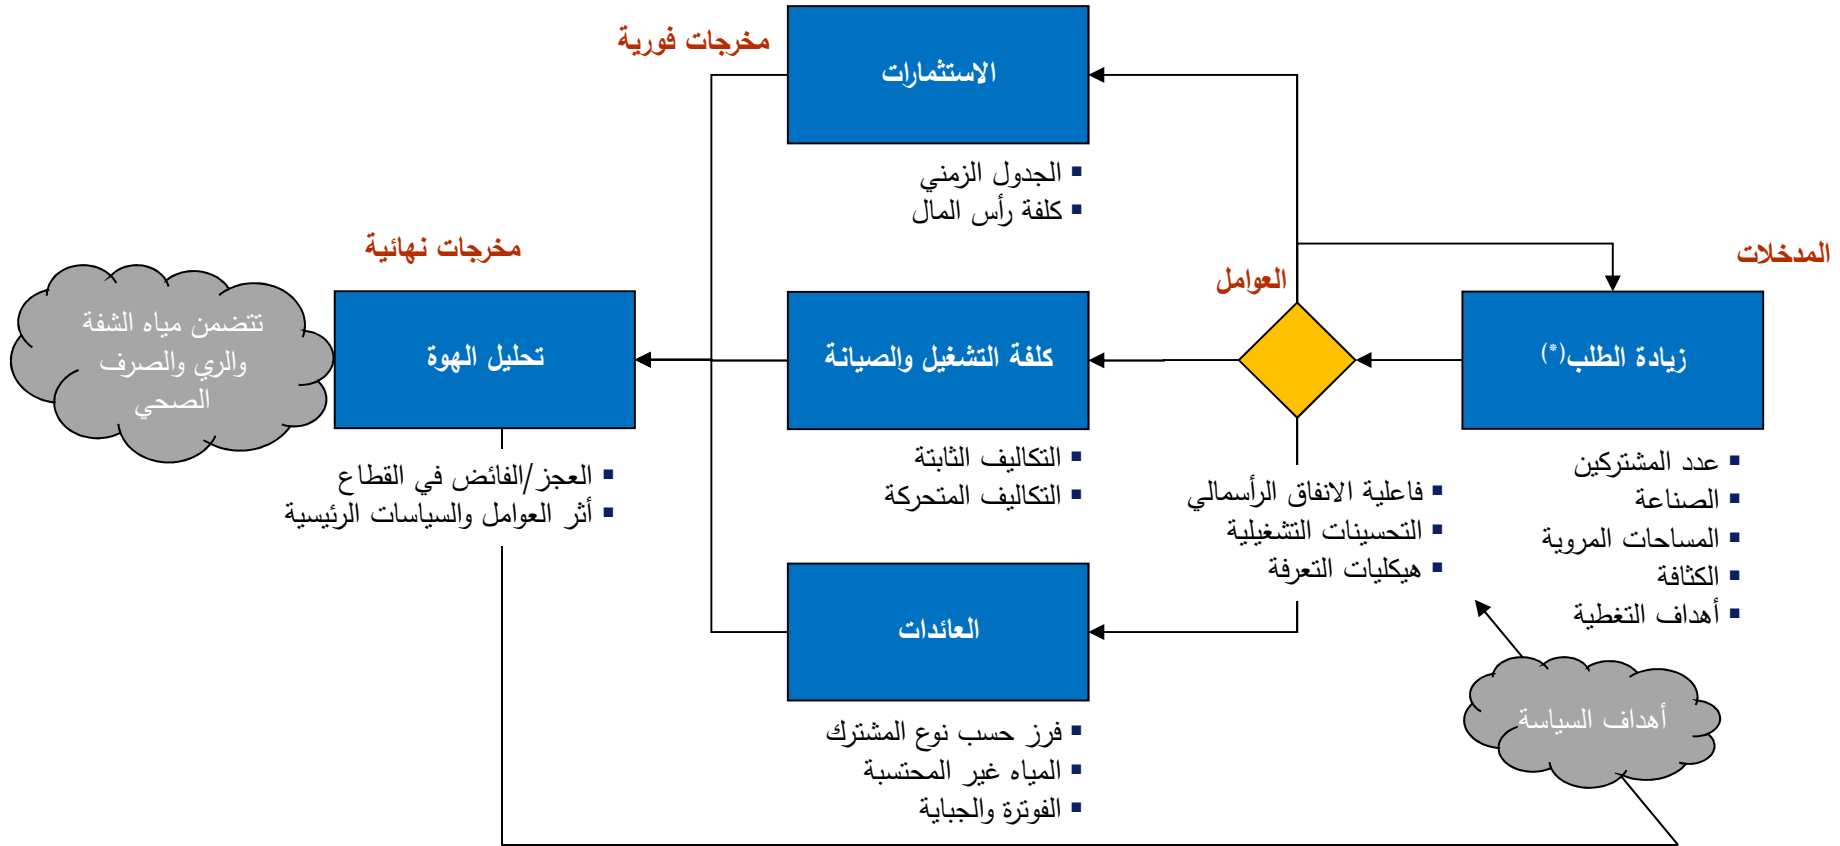 المدخلات
زيادة الطلب(*)
عدد المشتركين
الصناعة
المساحات المروية
الكثافة
أهداف التغطية
أهداف السياسة
العوامل
فاعلية الانفاق الرأسمالي
التحسينات التشغيلية
هيكليات التعرفة
مخرجات فورية
الاستثمارات
الجدول الزمني
كلفة رأس المال
كلفة التشغيل والصيانة
التكاليف الثابتة
التكاليف المتحركة
العائدات
فرز حسب نوع المشترك
المياه غير المحتسبة
الفوترة والجباية
مخرجات نهائية
تحليل الهوة
العجز/الفائض في القطاع
أثر العوامل والسياسات الرئيسية
تتضمن مياه الشفة
والري والصرف
الصحي